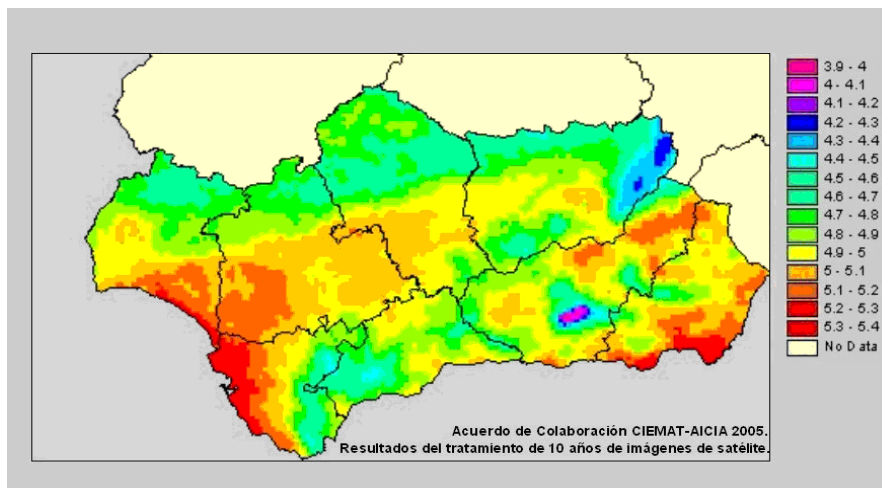 3.9 - 4
4 - 4.1
4.1 - 4.2
4.2 - 4.3
4.3 - 4.4
4.4 - 4.5
4.5 - 4.6
4.6 - 4.7
4.7 - 4.8
4.8 - 4.9
4.9 - 5
5 - 5.1
5.1 - 5.2
5.2 - 5.3
5.3 - 5.4
No Data
Acuerdo de Colaboración CIEMAT-AICIA 2005.
Resultados del tratamiento de 10 años de imágenes de satélite.